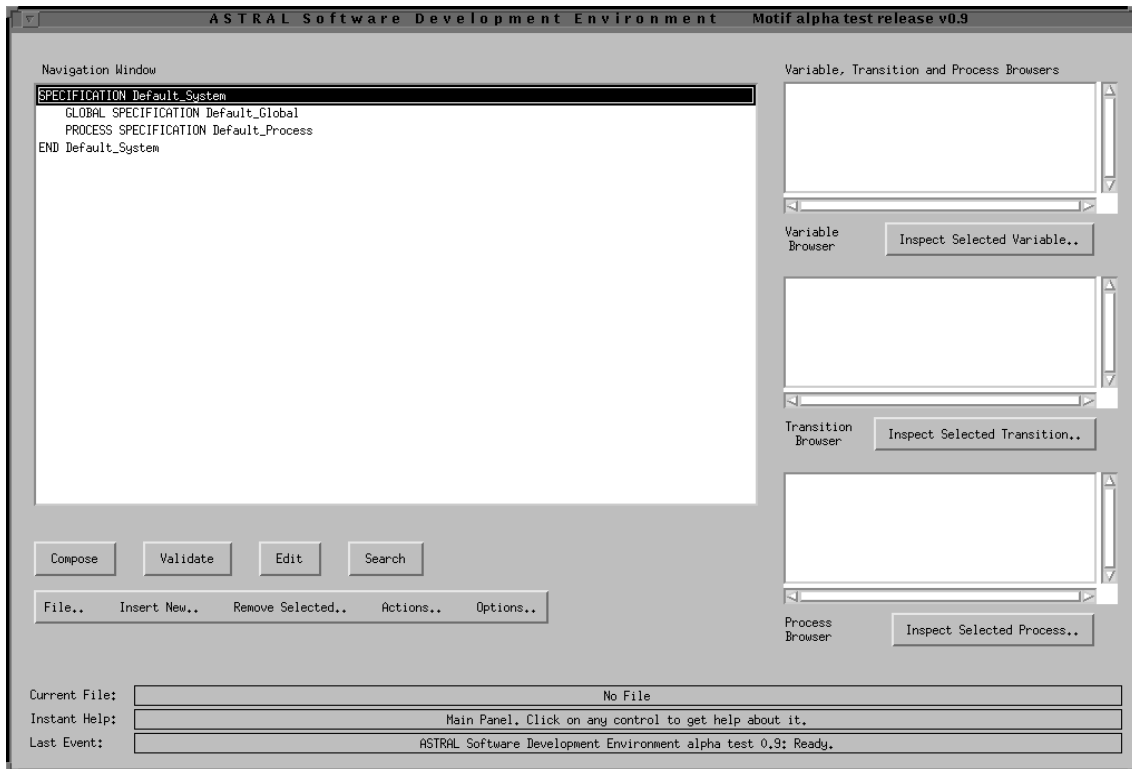 ASTRAL Software Development Environment Motif alpha test release v0.9
Navigation Window
SPECIFICATION Default_System
GLOBAL SPECIFICATION Default_Global
PROCESS SPECIFICATION Default_Process
END Default_System
Variable, Transition and Process Browsers
Variable
Browser
Inspect Selected Variable..
Transition
Browser
Inspect Selected Transition..
Process
Browser
Inspect Selected Process..
Compose Validate Edit Search
File.. Insert New.. Remove Selected.. Actions.. Options..
Current File: No File
Instant Help: Main Panel. Click on any control to get help about it.
Last Event: ASTRAL Software Development Environment alpha test 0.9: Ready.